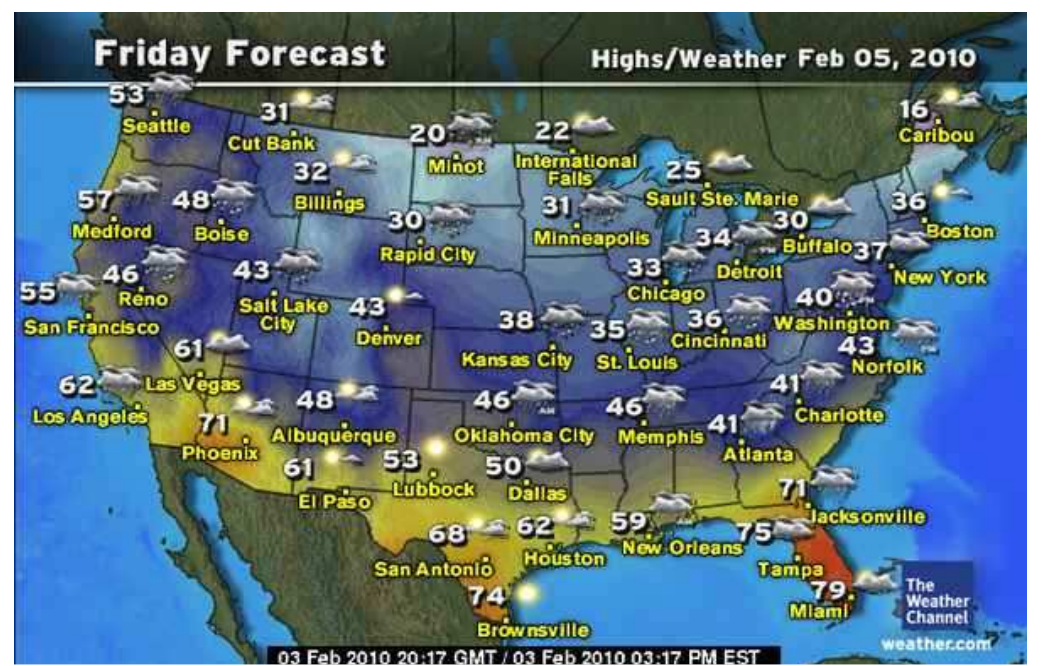 Friday Forecast
Highs/Weather Feb 05, 2010
53
Seattle
31
Cut Bank
20
AM
Minot
22
International
Falls
16
Caribou
32
Billings
25
Sault Ste. Marie
57
Medford
48
Boise
30
Rapid City
31
Minneapolis
34
Detroit
30
Buffalo
36
Boston
37
New York
55
San Francisco
46
Reno
43
Salt Lake
City
43
Denver
33
Chicago
38
Kansas City
35
St. Louis
36
Cincinnati
40
PM
Washington
43
PM
Norfolk
62
Los Angeles
61
Las Vegas
71
Phoenix
48
Albuquerque
46
AM
Oklahoma City
46
Memphis
41
Charlotte
41
Atlanta
61
El Paso
53
Lubbock
50
Dallas
71
Jacksonville
68
San Antonio
62
Houston
59
New Orleans
75
Tampa
74
Brownsville
79
Miami
The
Weather
Channel
weather.com
03 Feb 2010 20:17 GMT / 03 Feb 2010 03:17 PM EST